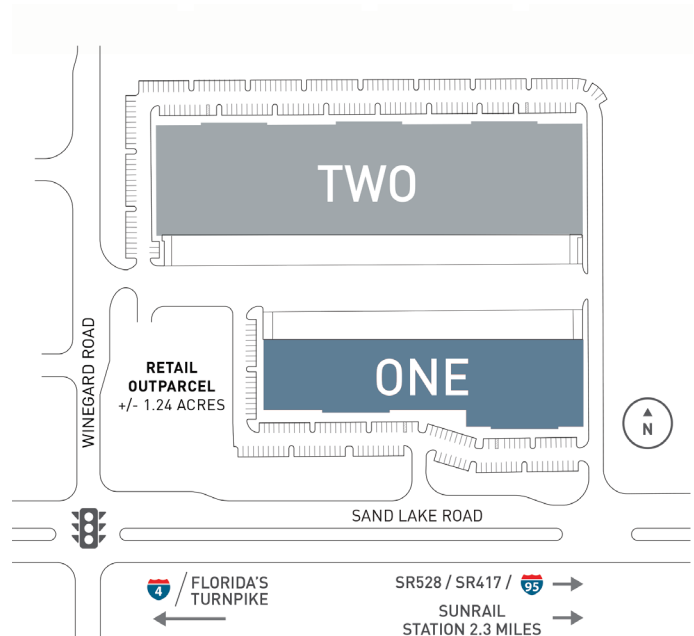 TWO
ONE
WINEGARD ROAD
RETAIL
OUTPARCEL
+/- 1.24 ACRES
N
SAND LAKE ROAD
4 / FLORIDA'S
TURNPIKE
SR528 / SR417 / 95
SUNRAIL
STATION 2.3 MILES